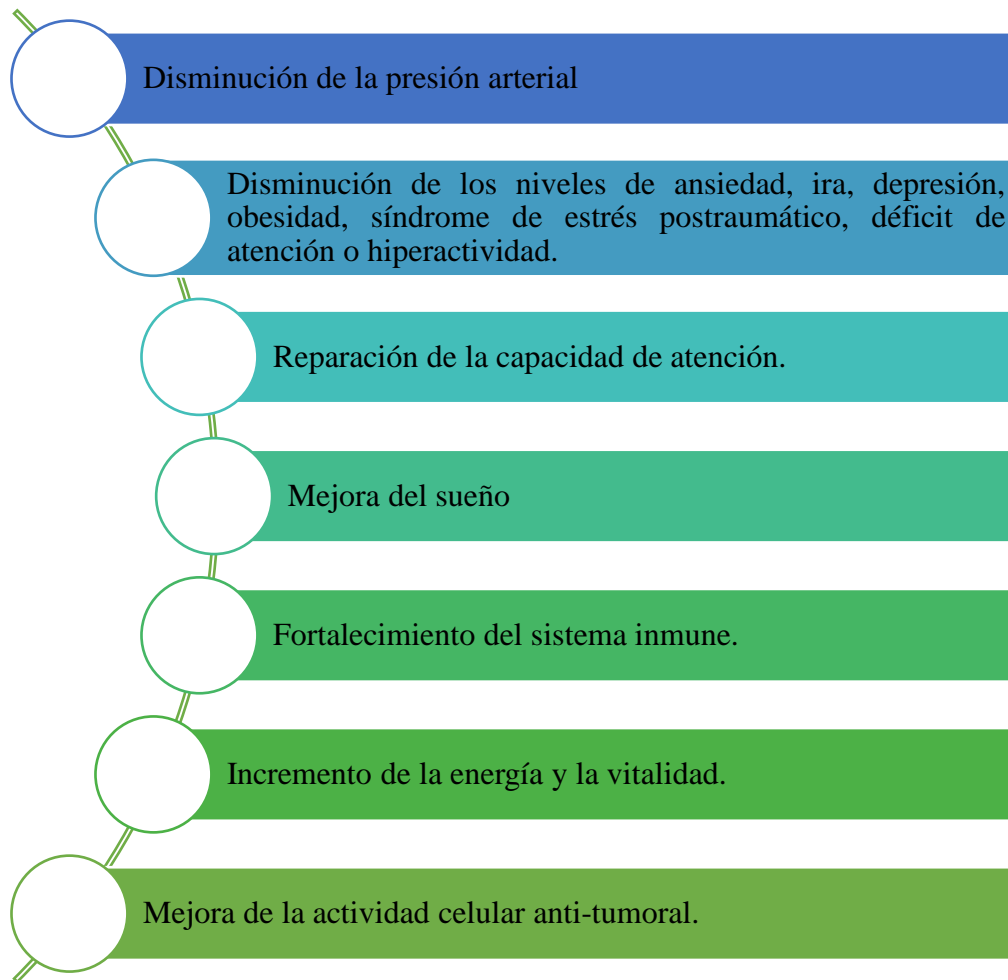 Disminución de la presión arterial
Disminución de los niveles de ansiedad, ira, depresión,
obesidad, síndrome de estrés postraumático, déficit de
atención o hiperactividad.
Reparación de la capacidad de atención.
Mejora del sueño
Fortalecimiento del sistema inmune.
Incremento de la energía y la vitalidad.
Mejora de la actividad celular anti-tumoral.